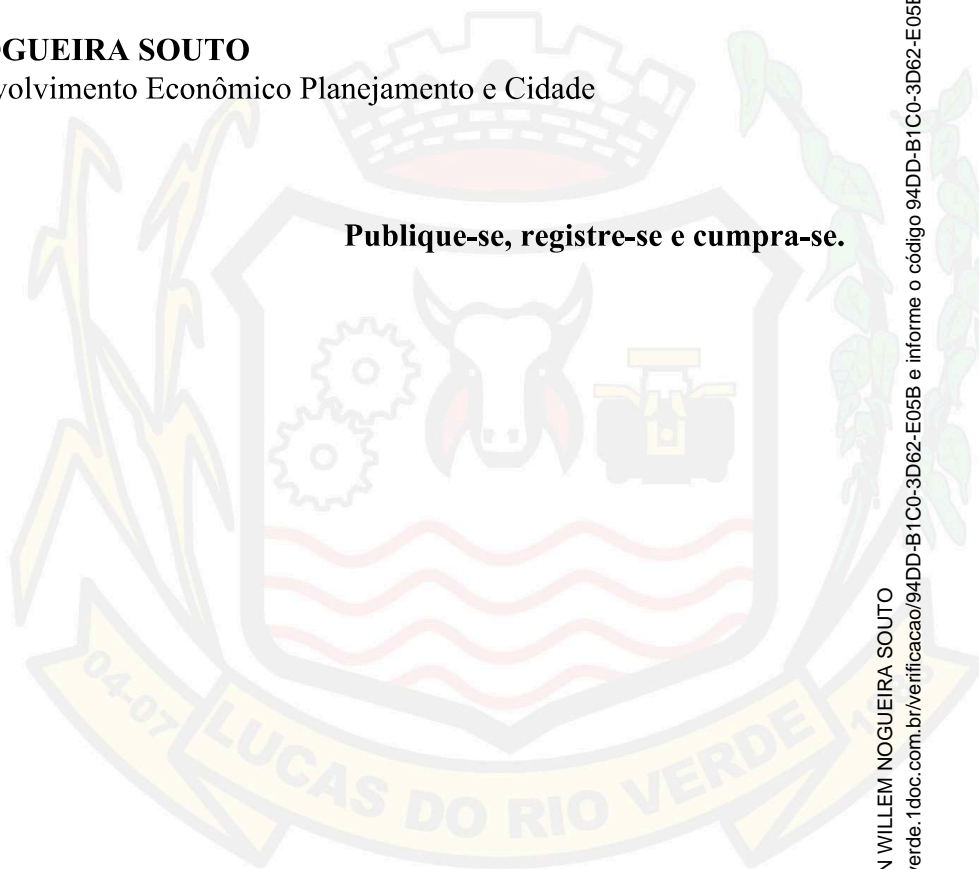 OGUEIRA SOUTO
volvimento Econômico Planejamento e Cidade
Publique-se, registre-se e cumpra-se.
04-07
LUCAS DO RIO VERDE
N WILLEM NOGUEIRA SOUTO
verde.1doc.com.br/verificacao/94DD-B1C0-3D62-E05B e informe o código 94DD-B1C0-3D62-E05B